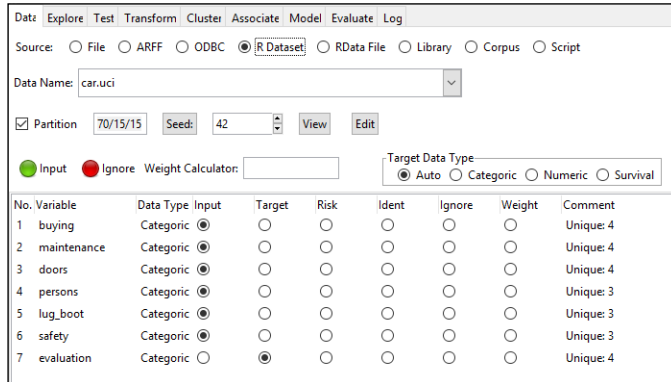 Data Explore Test Transform Cluster Associate Model Evaluate Log
Source: File ARFF ODBC R Dataset RData File Library Corpus Script
Data Name: car.uci
Partition 70/15/15 Seed: 42 View Edit
Target Data Type
Input Ignore Weight Calculator: Auto Categoric Numeric Survival
No. Variable Data Type Input Target Risk Ident Ignore Weight Comment
1 buying Categoric Unique: 4
2 maintenance Categoric Unique: 4
3 doors Categoric Unique: 4
4 persons Categoric Unique: 3
5 lug_boot Categoric Unique: 3
6 safety Categoric Unique: 3
7 evaluation Categoric Unique: 4